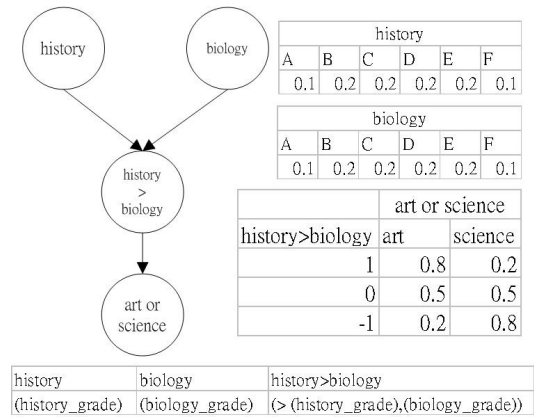 history
biology
history
>
biology
art or
science
history
A B C D E F
0.1 0.2 0.2 0.2 0.2 0.1
biology
A B C D E F
0.1 0.2 0.2 0.2 0.2 0.1
art or science
history>biology art science
1 0.8 0.2
0 0.5 0.5
-1 0.2 0.8
history biology history>biology
(history_grade) (biology_grade) (> (history_grade),(biology_grade))